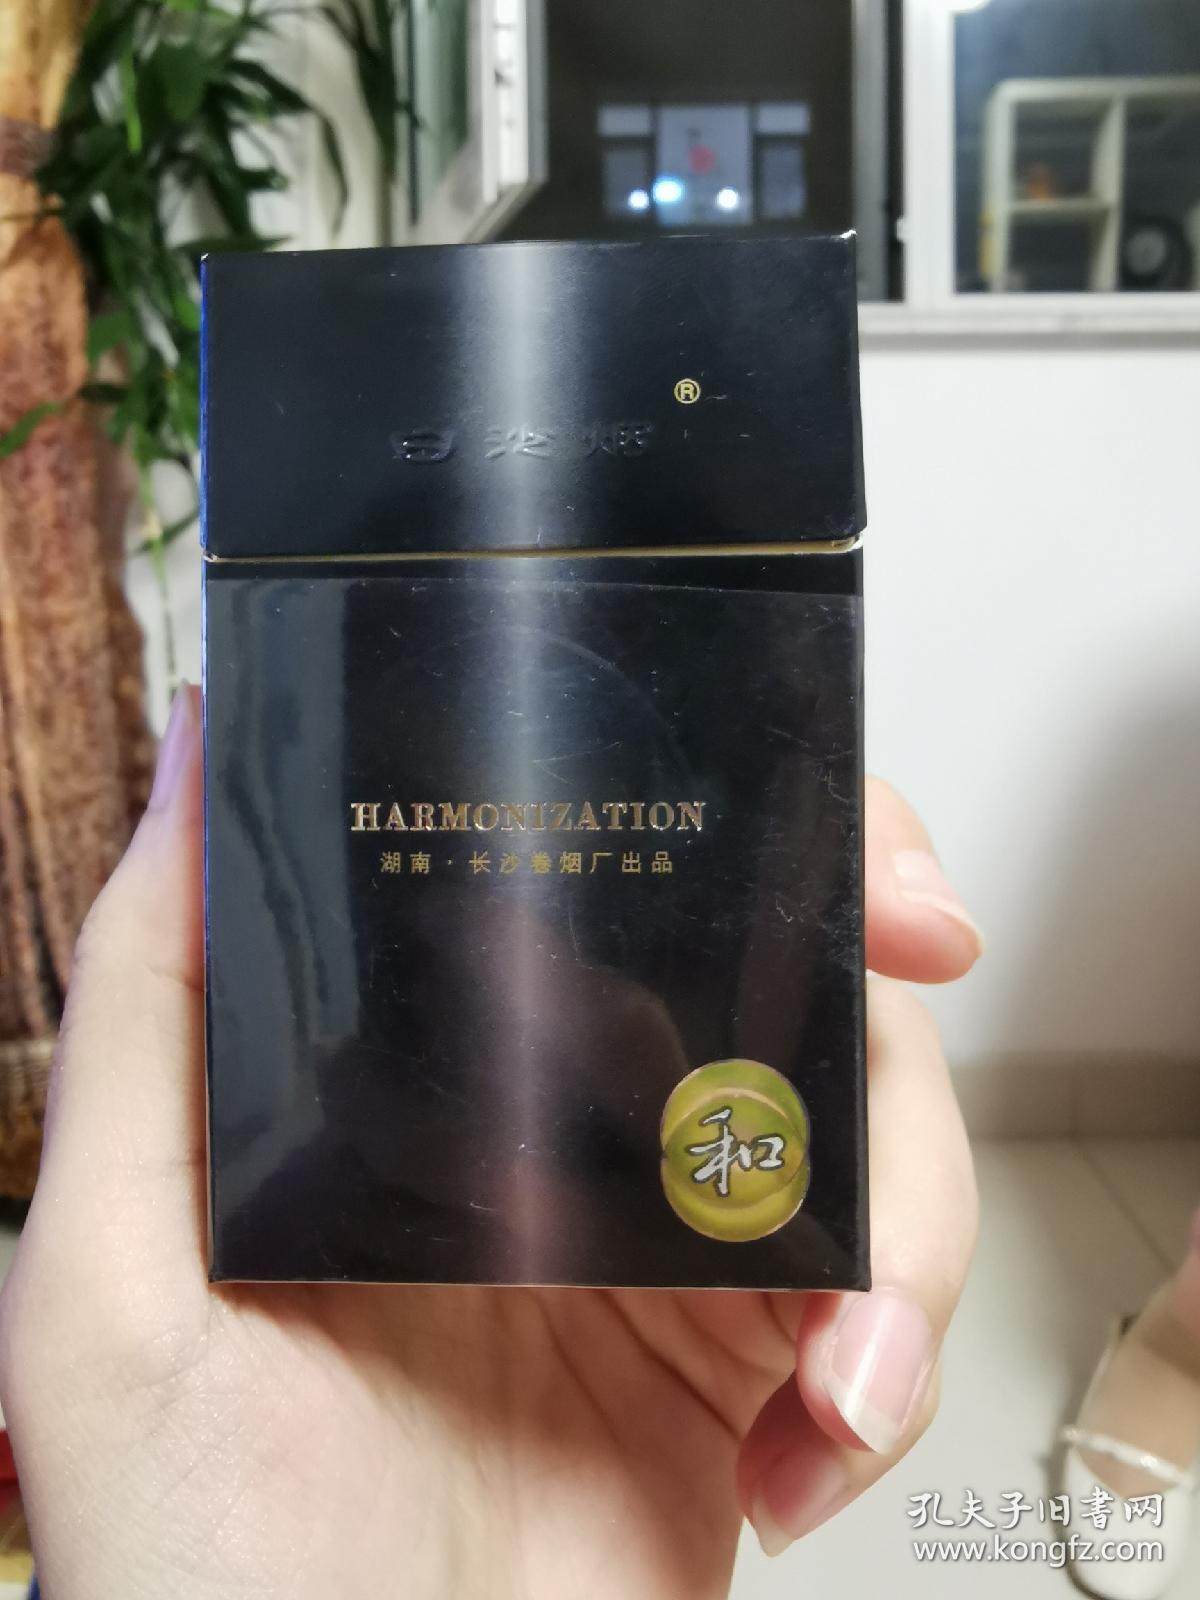 ®
白沙烟
HARMONIZATION
湖南·长沙卷烟厂出品
和
孔夫子旧书网
www.kongfz.com